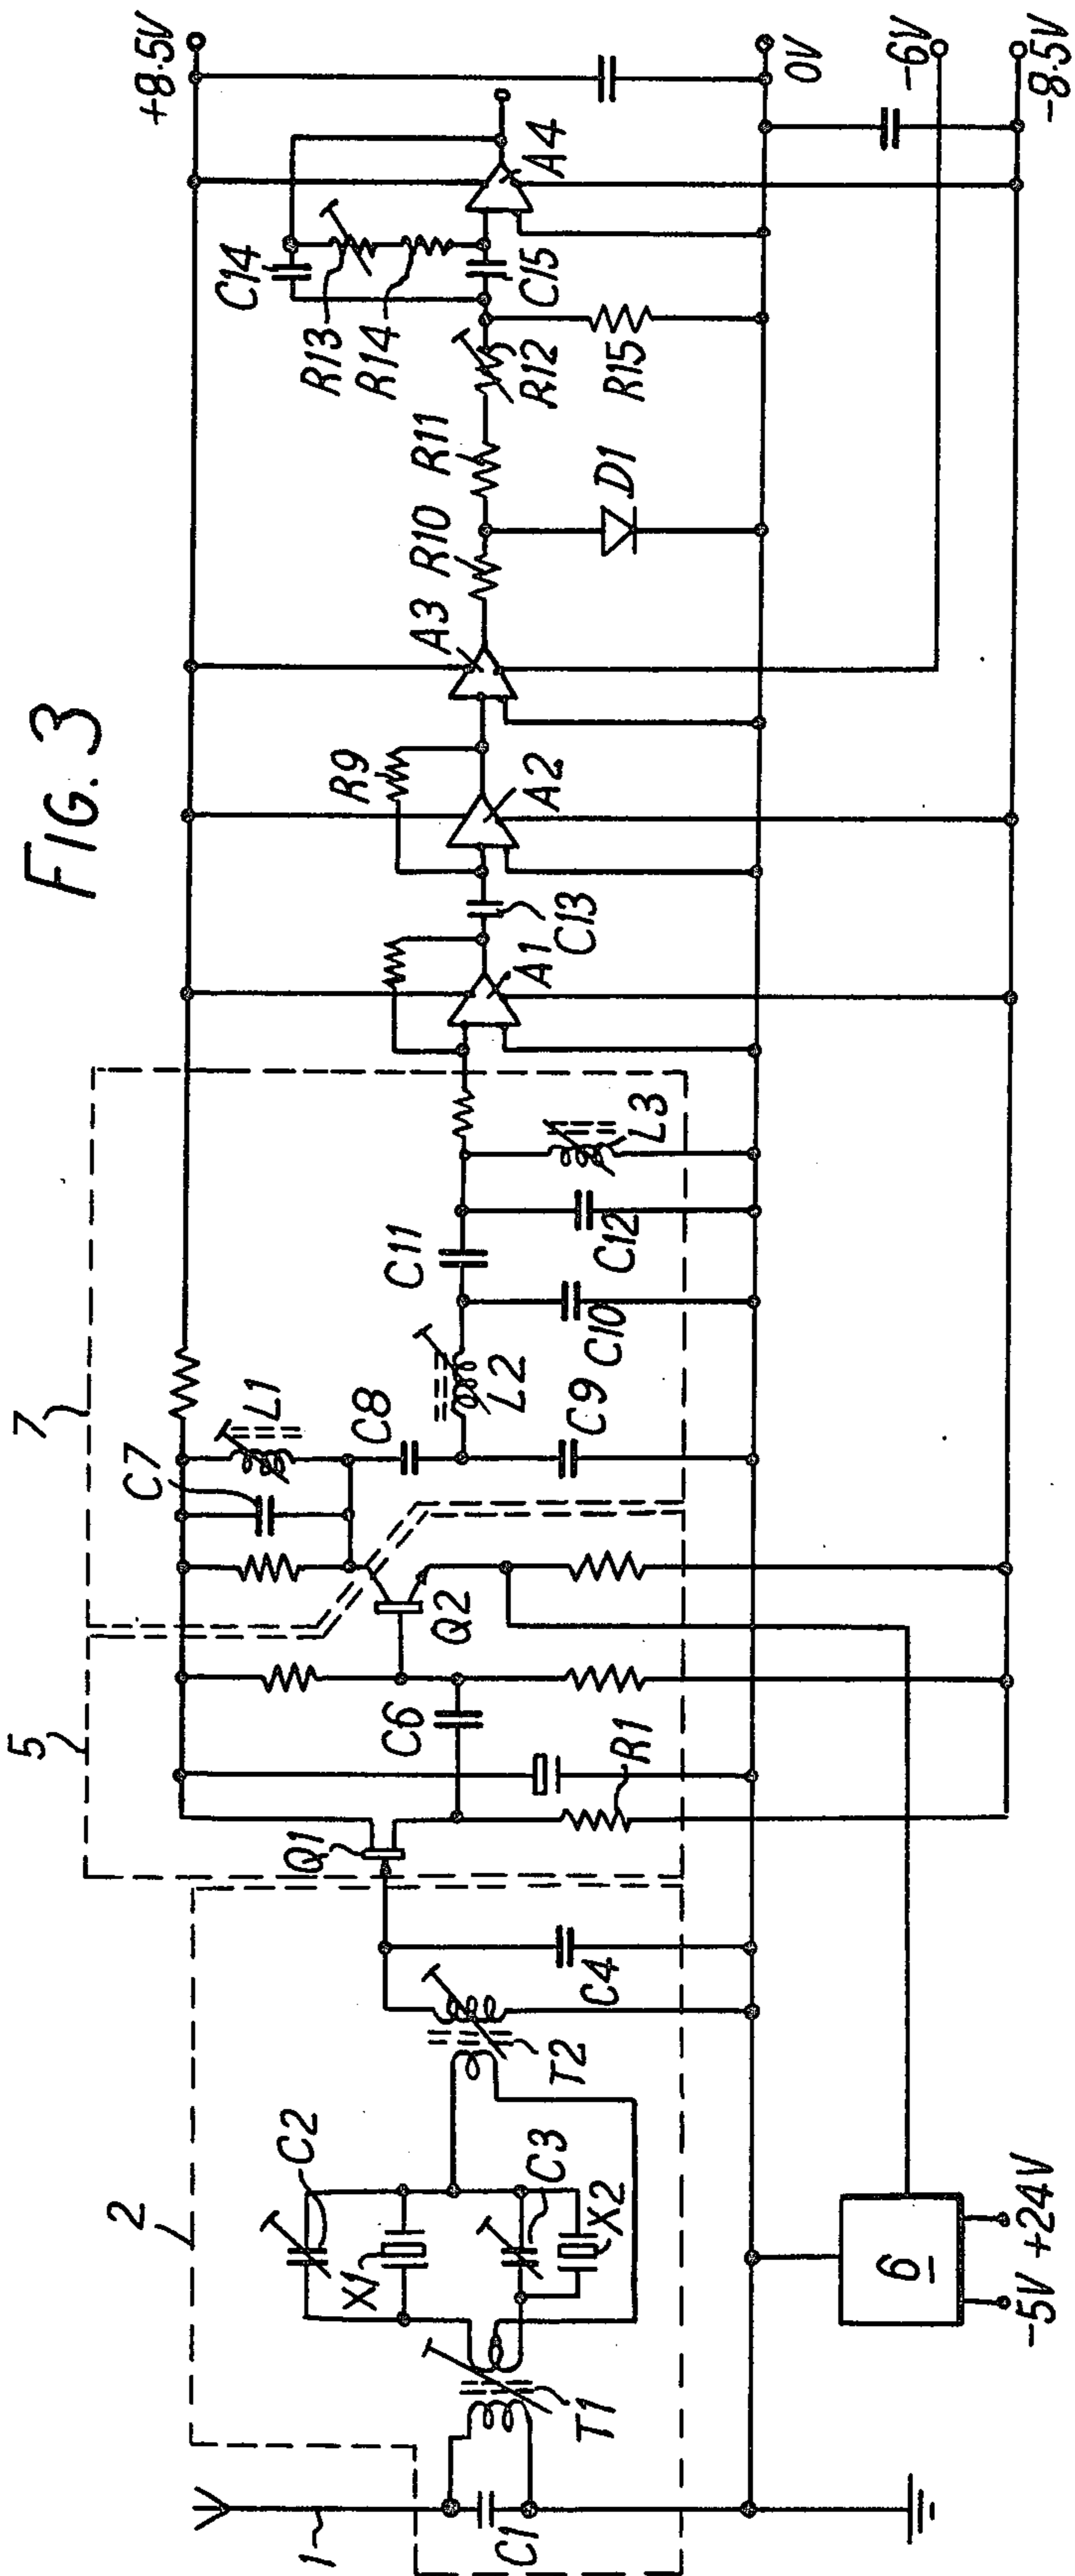 FIG. 3
+8.5V
0V
-6V
-8.5V
7
5
2
1
C1
T1
X1
C2
C3
X2
T2
C4
Q1
R1
C6
Q2
C7
L1
C8
C9
L2
C10
C11
C12
L3
A1
C13
R9
A2
A3
R10
D1
R11
R12
R15
C14
R13
R14
C15
A4
6
-5V
+24V